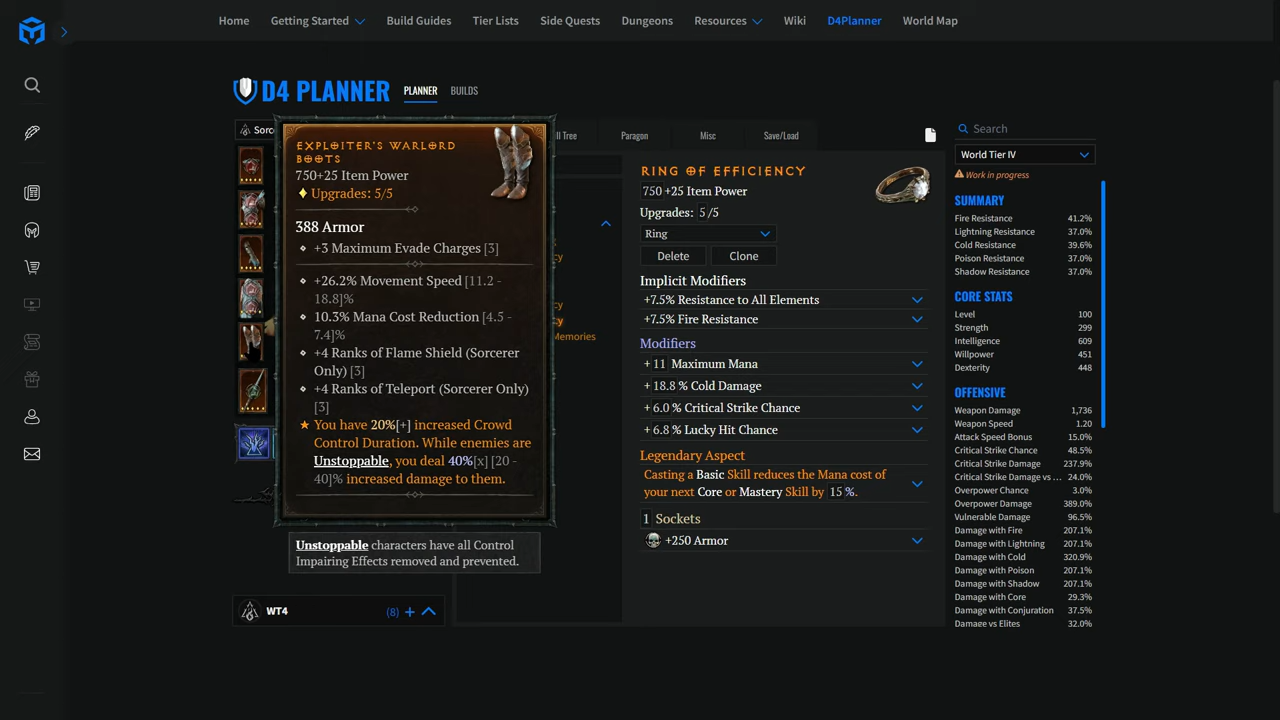 Home
Getting Started
Build Guides
Tier Lists
Side Quests
Dungeons
Resources
Wiki
D4Planner
World Map
D4 PLANNER
PLANNER
BUILDS
Sorc
ll Tree
Paragon
Misc
Save/Load
EXPLOITER'S WARLORD
BOOTS
750+25 Item Power
Upgrades: 5/5
388 Armor
+3 Maximum Evade Charges [3]
+26.2% Movement Speed [11.2 -
18.8]%
10.3% Mana Cost Reduction [4.5 -
7.4]%
+4 Ranks of Flame Shield (Sorcerer
Only) [3]
+4 Ranks of Teleport (Sorcerer Only)
[3]
You have 20%[+] increased Crowd
Control Duration. While enemies are
Unstoppable, you deal 40%[x] [20 -
40]% increased damage to them.
Unstoppable characters have all Control
Impairing Effects removed and prevented.
cy
cy
Memories
WT4
(8)
RING OF EFFICIENCY
750 +25 Item Power
Upgrades: 5 /5
Ring
Delete
Clone
Implicit Modifiers
+7.5% Resistance to All Elements
+7.5% Fire Resistance
Modifiers
+ 11 Maximum Mana
+ 18.8 % Cold Damage
+ 6.0 % Critical Strike Chance
+ 6.8 % Lucky Hit Chance
Legendary Aspect
Casting a Basic Skill reduces the Mana cost of
your next Core or Mastery Skill by 15 %.
1 Sockets
+250 Armor
Search
World Tier IV
Work in progress
SUMMARY
Fire Resistance 41.2%
Lightning Resistance 37.0%
Cold Resistance 39.6%
Poison Resistance 37.0%
Shadow Resistance 37.0%
CORE STATS
Level 100
Strength 299
Intelligence 609
Willpower 451
Dexterity 448
OFFENSIVE
Weapon Damage 1,736
Weapon Speed 1.20
Attack Speed Bonus 15.0%
Critical Strike Chance 48.5%
Critical Strike Damage 237.9%
Critical Strike Damage vs ... 24.0%
Overpower Chance 3.0%
Overpower Damage 389.0%
Vulnerable Damage 96.5%
Damage with Fire 207.1%
Damage with Lightning 207.1%
Damage with Cold 320.9%
Damage with Poison 207.1%
Damage with Shadow 207.1%
Damage with Core 29.3%
Damage with Conjuration 37.5%
Damage vs Elites 32.0%